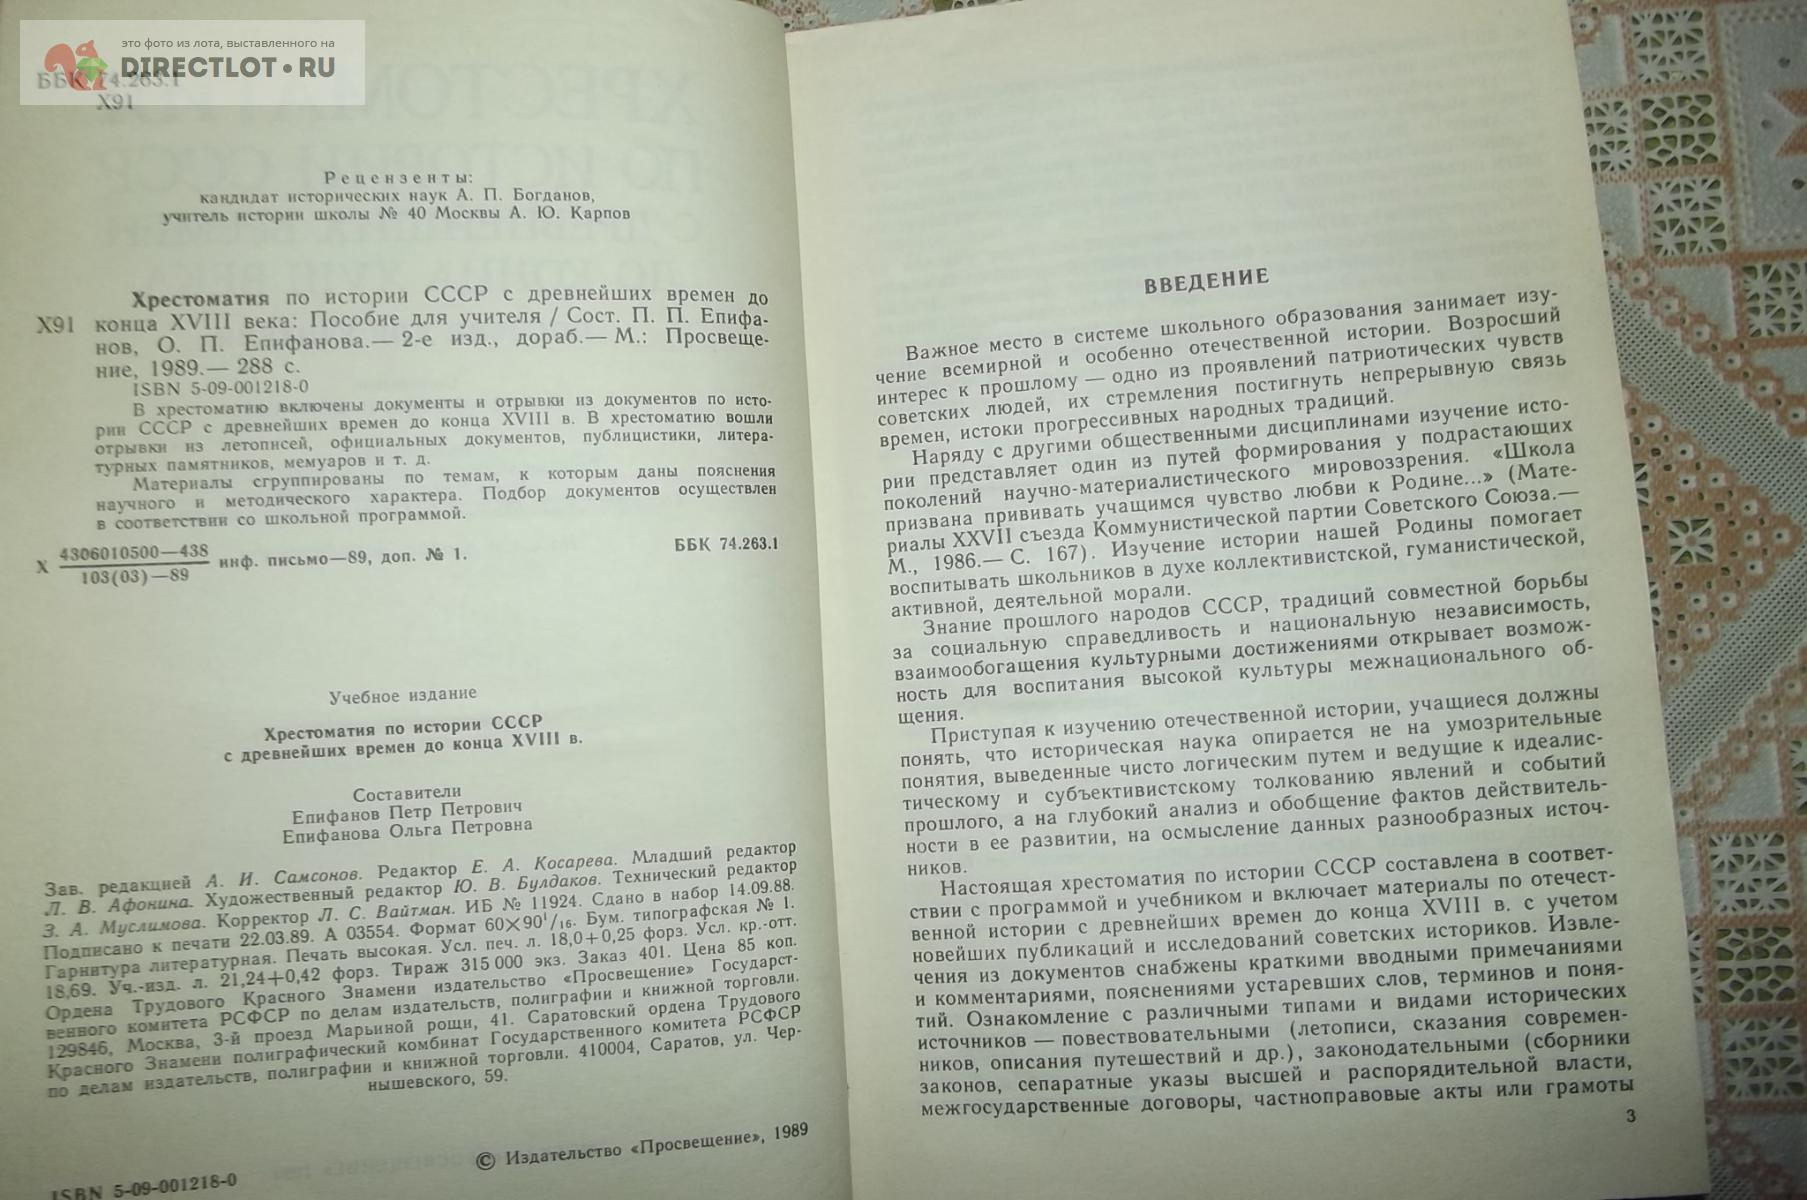 это фото из лота, выставленного на
DIRECTLOT • RU
ББК 74.263.1
Х91
Рецензенты:
кандидат исторических наук А. П. Богданов,
учитель истории школы № 40 Москвы А. Ю. Карпов
Хрестоматия по истории СССР с древнейших времен до
Х91 конца XVIII века: Пособие для учителя / Сост. П. П. Епифа-
нов, О. П. Епифанова.— 2-е изд., дораб.— М.: Просвеще-
ние, 1989.— 288 с.
ISBN 5-09-001218-0
В хрестоматию включены документы и отрывки из документов по исто-
рии СССР с древнейших времен до конца XVIII в. В хрестоматию вошли
отрывки из летописей, официальных документов, публицистики, литера-
турных памятников, мемуаров и т. д.
Материалы сгруппированы по темам, к которым даны пояснения
научного и методического характера. Подбор документов осуществлен
в соответствии со школьной программой.
Х 4306010500—438
103(03)—89 инф. письмо—89, доп. № 1.
ББК 74.263.1
Учебное издание
Хрестоматия по истории СССР
с древнейших времен до конца XVIII в.
Составители
Епифанов Петр Петрович
Епифанова Ольга Петровна
Зав. редакцией А. И. Самсонов. Редактор Е. А. Косарева. Младший редактор
Л. В. Афонина. Художественный редактор Ю. В. Булдаков. Технический редактор
З. А. Муслимова. Корректор Л. С. Вайтман. ИБ № 11924. Сдано в набор 14.09.88.
Подписано к печати 22.03.89. А 03554. Формат 60×90¹/₁₆. Бум. типографская № 1.
Гарнитура литературная. Печать высокая. Усл. печ. л. 18,0+0,25 форз. Усл. кр.-отт.
18,69. Уч.-изд. л. 21,24+0,42 форз. Тираж 315 000 экз. Заказ 401. Цена 85 коп.
Ордена Трудового Красного Знамени издательство «Просвещение» Государст-
венного комитета РСФСР по делам издательств, полиграфии и книжной торговли.
129846, Москва, 3-й проезд Марьиной рощи, 41. Саратовский ордена Трудового
Красного Знамени полиграфический комбинат Государственного комитета РСФСР
по делам издательств, полиграфии и книжной торговли. 410004, Саратов, ул. Чер-
нышевского, 59.
© Издательство «Просвещение», 1989
ISBN 5-09-001218-0
ВВЕДЕНИЕ
Важное место в системе школьного образования занимает изу-
чение всемирной и особенно отечественной истории. Возросший
интерес к прошлому — одно из проявлений патриотических чувств
советских людей, их стремления постигнуть непрерывную связь
времен, истоки прогрессивных народных традиций.
Наряду с другими общественными дисциплинами изучение исто-
рии представляет один из путей формирования у подрастающих
поколений научно-материалистического мировоззрения. «Школа
призвана прививать учащимся чувство любви к Родине...» (Мате-
риалы XXVII съезда Коммунистической партии Советского Союза.—
М., 1986.— С. 167). Изучение истории нашей Родины помогает
воспитывать школьников в духе коллективистской, гуманистической,
активной, деятельной морали.
Знание прошлого народов СССР, традиций совместной борьбы
за социальную справедливость и национальную независимость,
взаимообогащения культурными достижениями открывает возмож-
ность для воспитания высокой культуры межнационального об-
щения.
Приступая к изучению отечественной истории, учащиеся должны
понять, что историческая наука опирается не на умозрительные
понятия, выведенные чисто логическим путем и ведущие к идеалис-
тическому и субъективистскому толкованию явлений и событий
прошлого, а на глубокий анализ и обобщение фактов действитель-
ности в ее развитии, на осмысление данных разнообразных источ-
ников.
Настоящая хрестоматия по истории СССР составлена в соответ-
ствии с программой и учебником и включает материалы по отечест-
венной истории с древнейших времен до конца XVIII в. с учетом
новейших публикаций и исследований советских историков. Извле-
чения из документов снабжены краткими вводными примечаниями
и комментариями, пояснениями устаревших слов, терминов и поня-
тий. Ознакомление с различными типами и видами исторических
источников — повествовательными (летописи, сказания современ-
ников, описания путешествий и др.), законодательными (сборники
законов, сепаратные указы высшей и распорядительной власти,
межгосударственные договоры, частноправовые акты или грамоты
3